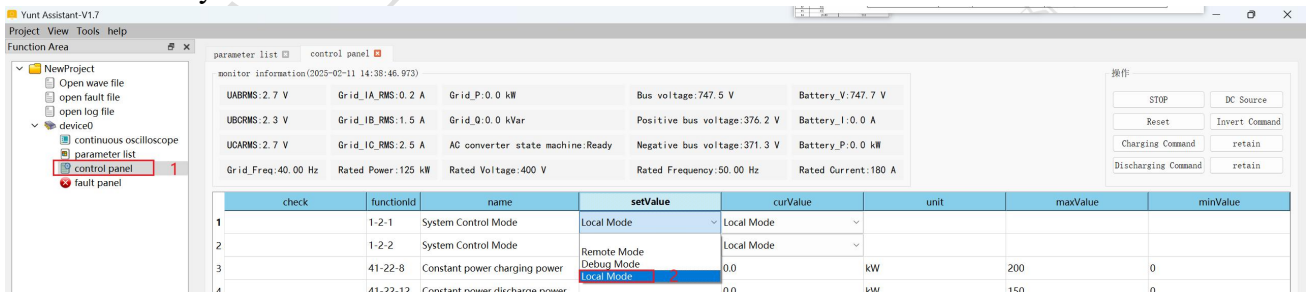 Yunt Assistant-V1.7
Project View Tools help
Function Area
NewProject
Open wave file
open fault file
open log file
device0
continuous oscilloscope
parameter list
control panel 1
fault panel
parameter list control panel
monitor information(2025-02-11 14:38:46.973)
UABRMS:2.7 V Grid_IA_RMS:0.2 A Grid_P:0.0 kW Bus voltage:747.5 V Battery_V:747.7 V
UBCRMS:2.3 V Grid_IB_RMS:1.5 A Grid_Q:0.0 kVar Positive bus voltage:376.2 V Battery_I:0.0 A
UCARMS:2.7 V Grid_IC_RMS:2.5 A AC converter state machine:Ready Negative bus voltage:371.3 V Battery_P:0.0 kW
Grid_Freq:40.00 Hz Rated Power:125 kW Rated Voltage:400 V Rated Frequency:50.00 Hz Rated Current:180 A
操作
STOP DC Source
Reset Invert Command
Charging Command retain
Discharging Command retain
check functionId name setValue curValue unit maxValue minValue
1 1-2-1 System Control Mode Local Mode Local Mode
2 1-2-2 System Control Mode Local Mode
Remote Mode
Debug Mode
Local Mode 2
3 41-22-8 Constant power charging power 0.0 kW 200 0
4 41-22-12 Constant power discharge power 0.0 kW 150 0